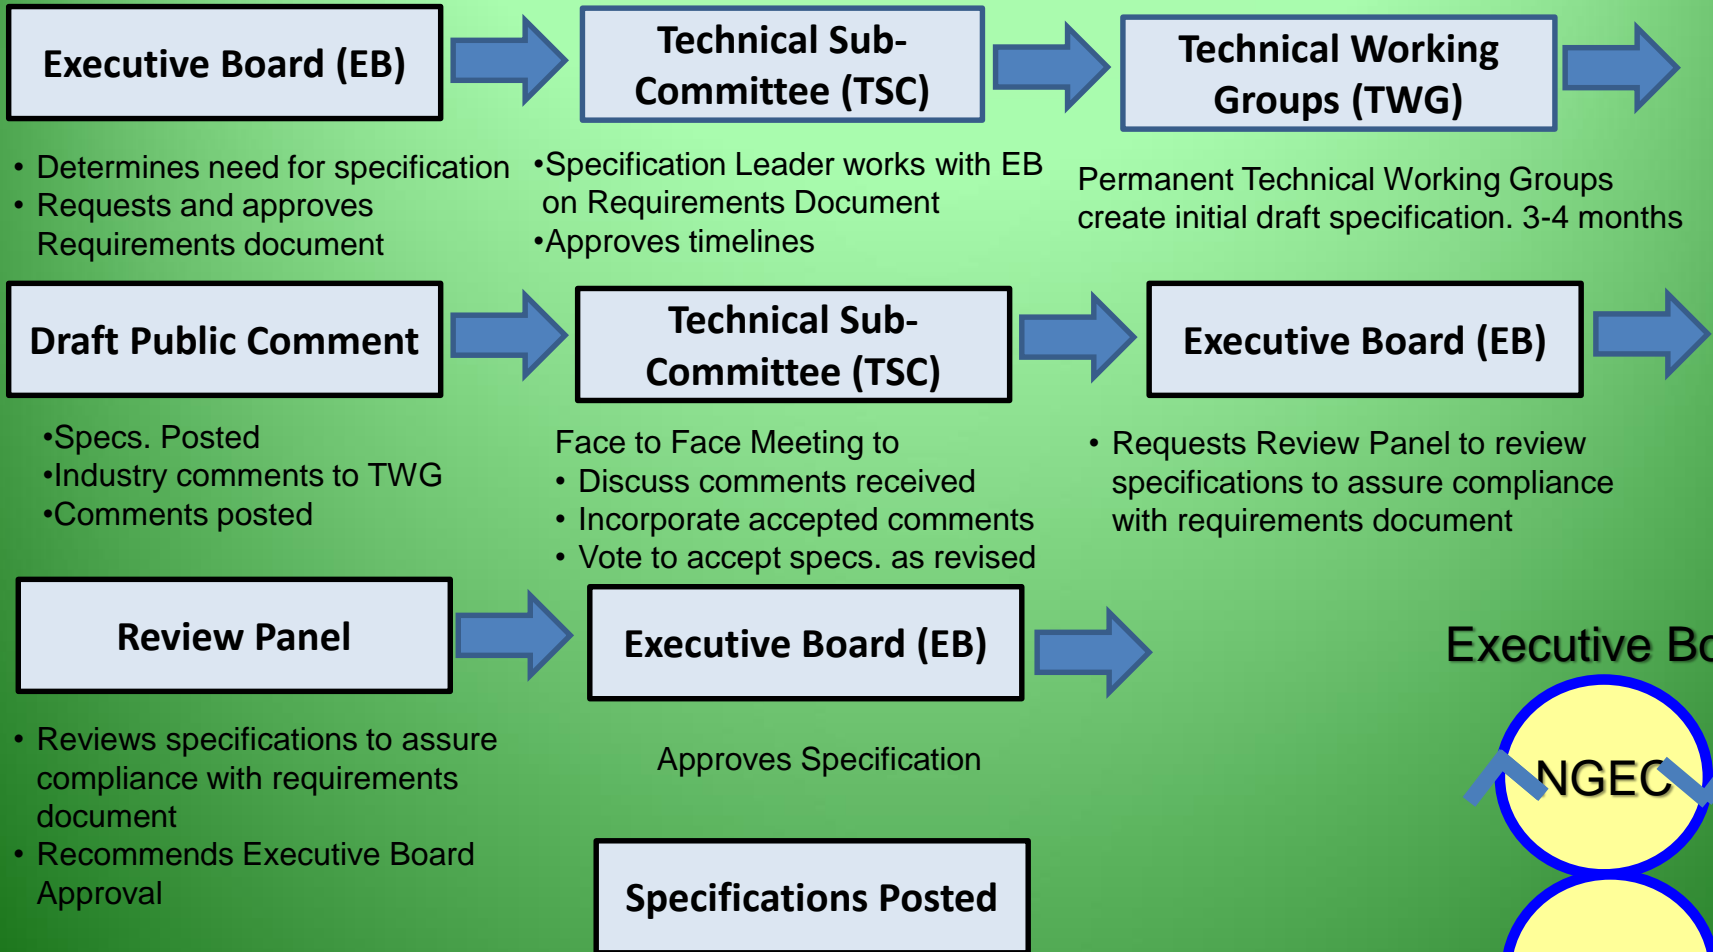 Executive Board (EB)
Technical Sub-
Committee (TSC)
Technical Working
Groups (TWG)
• Determines need for specification
• Requests and approves
Requirements document
•Specification Leader works with EB
on Requirements Document
•Approves timelines
Permanent Technical Working Groups
create initial draft specification. 3-4 months
Draft Public Comment
Technical Sub-
Committee (TSC)
Executive Board (EB)
•Specs. Posted
•Industry comments to TWG
•Comments posted
Face to Face Meeting to
• Discuss comments received
• Incorporate accepted comments
• Vote to accept specs. as revised
• Requests Review Panel to review
specifications to assure compliance
with requirements document
Review Panel
Executive Board (EB)
• Reviews specifications to assure
compliance with requirements
document
• Recommends Executive Board
Approval
Approves Specification
Specifications Posted
Executive Bo
NGEC